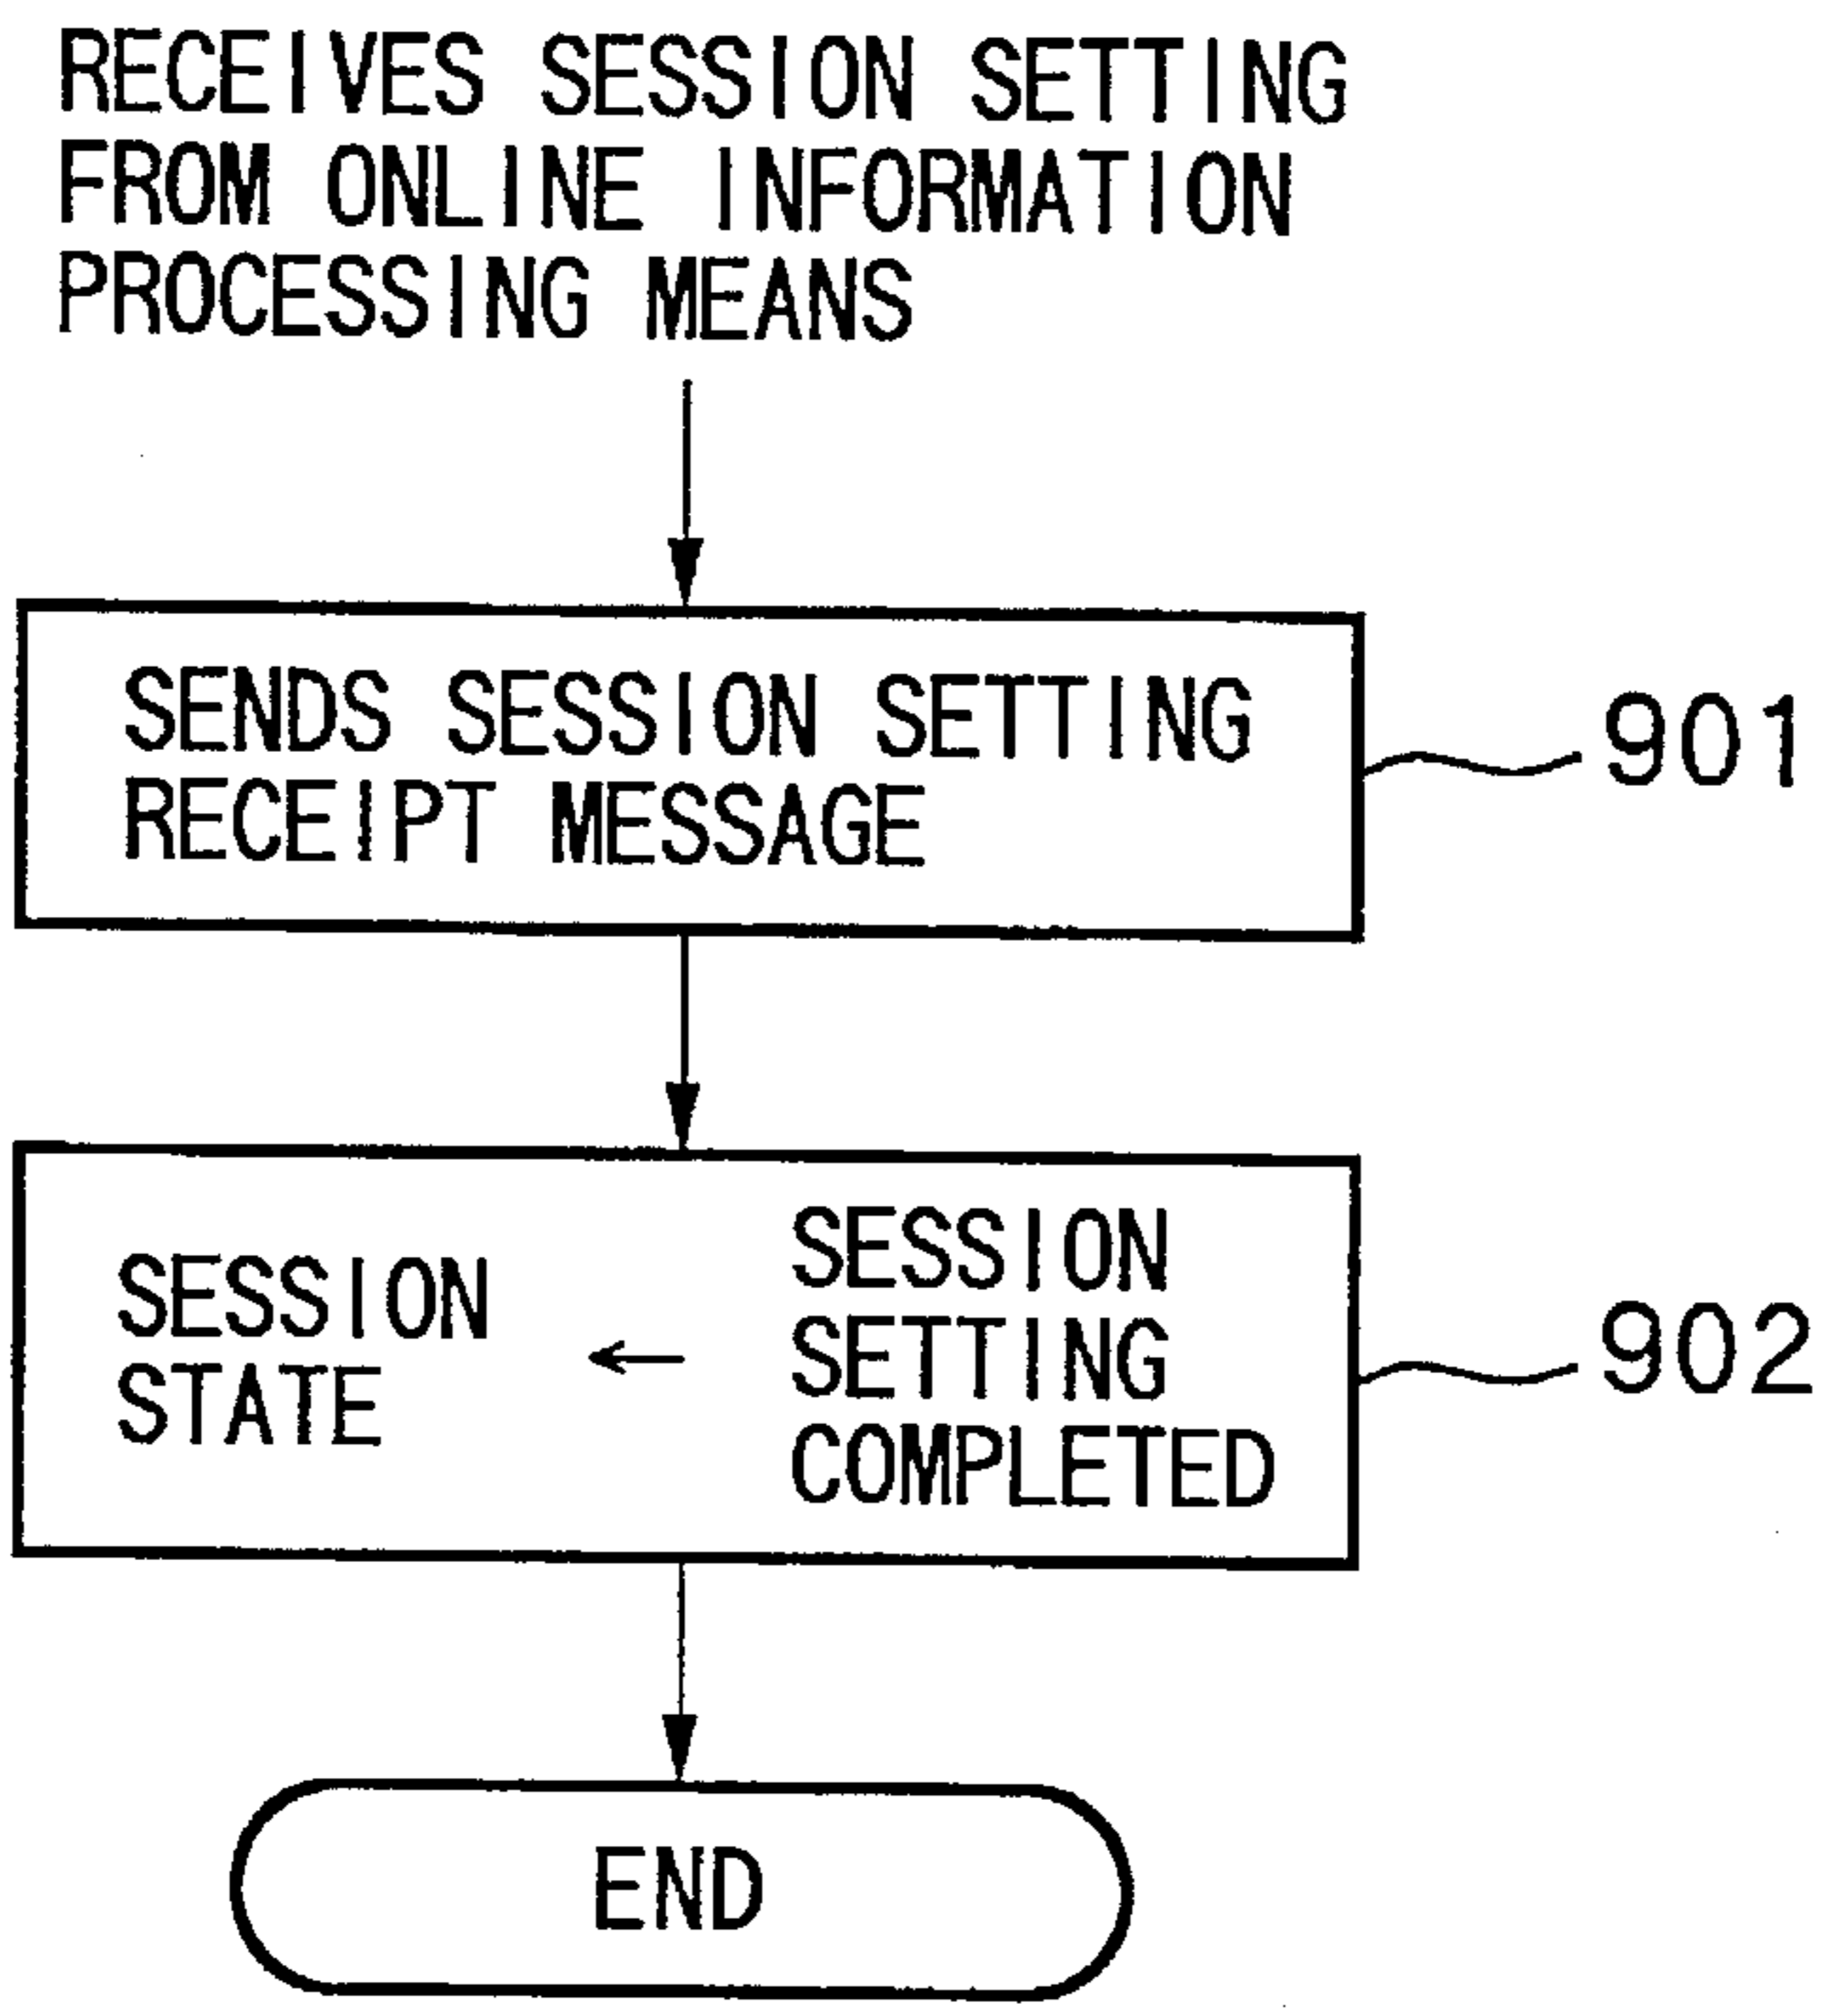 RECEIVES SESSION SETTING
FROM ONLINE INFORMATION
PROCESSING MEANS
SENDS SESSION SETTING
RECEIPT MESSAGE
901
SESSION
STATE
←
SESSION
SETTING
COMPLETED
902
END